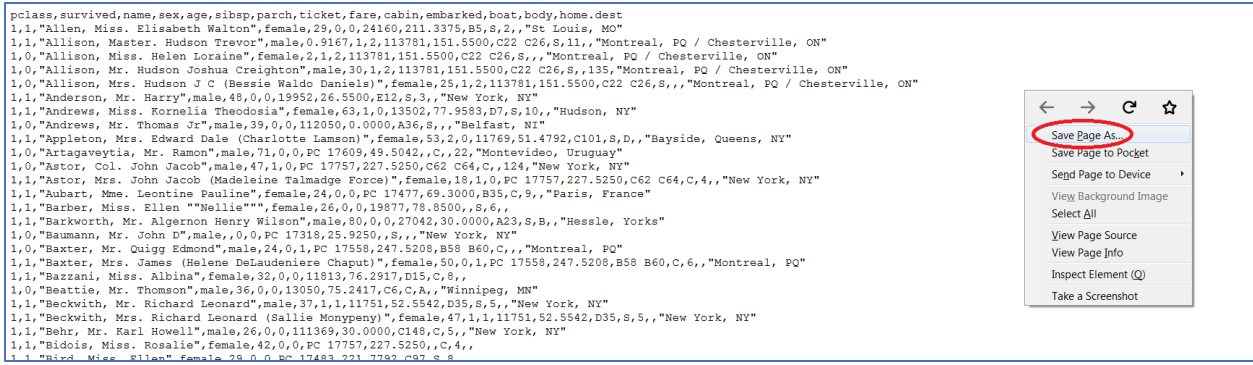 pclass,survived,name,sex,age,sibsp,parch,ticket,fare,cabin,embarked,boat,body,home.dest
1,1,"Allen, Miss. Elisabeth Walton",female,29,0,0,24160,211.3375,B5,S,2,,"St Louis, MO"
1,1,"Allison, Master. Hudson Trevor",male,0.9167,1,2,113781,151.5500,C22 C26,S,11,,"Montreal, PQ / Chesterville, ON"
1,0,"Allison, Miss. Helen Loraine",female,2,1,2,113781,151.5500,C22 C26,S,,,"Montreal, PQ / Chesterville, ON"
1,0,"Allison, Mr. Hudson Joshua Creighton",male,30,1,2,113781,151.5500,C22 C26,S,,135,"Montreal, PQ / Chesterville, ON"
1,0,"Allison, Mrs. Hudson J C (Bessie Waldo Daniels)",female,25,1,2,113781,151.5500,C22 C26,S,,,"Montreal, PQ / Chesterville, ON"
1,1,"Anderson, Mr. Harry",male,48,0,0,19952,26.5500,E12,S,3,,"New York, NY"
1,1,"Andrews, Miss. Kornelia Theodosia",female,63,1,0,13502,77.9583,D7,S,10,,"Hudson, NY"
1,0,"Andrews, Mr. Thomas Jr",male,39,0,0,112050,0.0000,A36,S,,,"Belfast, NI"
1,1,"Appleton, Mrs. Edward Dale (Charlotte Lamson)",female,53,2,0,11769,51.4792,C101,S,D,,"Bayside, Queens, NY"
1,0,"Artagaveytia, Mr. Ramon",male,71,0,0,PC 17609,49.5042,,C,,22,"Montevideo, Uruguay"
1,0,"Astor, Col. John Jacob",male,47,1,0,PC 17757,227.5250,C62 C64,C,,124,"New York, NY"
1,1,"Astor, Mrs. John Jacob (Madeleine Talmadge Force)",female,18,1,0,PC 17757,227.5250,C62 C64,C,4,,"New York, NY"
1,1,"Aubart, Mme. Leontine Pauline",female,24,0,0,PC 17477,69.3000,B35,C,9,,"Paris, France"
1,1,"Barber, Miss. Ellen ""Nellie""",female,26,0,0,19877,78.8500,,S,6,,
1,1,"Barkworth, Mr. Algernon Henry Wilson",male,80,0,0,27042,30.0000,A23,S,B,,"Hessle, Yorks"
1,0,"Baumann, Mr. John D",male,,0,0,PC 17318,25.9250,,S,,,"New York, NY"
1,0,"Baxter, Mr. Quigg Edmond",male,24,0,1,PC 17558,247.5208,B58 B60,C,,,"Montreal, PQ"
1,1,"Baxter, Mrs. James (Helene DeLaudeniere Chaput)",female,50,0,1,PC 17558,247.5208,B58 B60,C,6,,"Montreal, PQ"
1,1,"Bazzani, Miss. Albina",female,32,0,0,11813,76.2917,D15,C,8,,
1,0,"Beattie, Mr. Thomson",male,36,0,0,13050,75.2417,C6,C,A,,"Winnipeg, MN"
1,1,"Beckwith, Mr. Richard Leonard",male,37,1,1,11751,52.5542,D35,S,5,,"New York, NY"
1,1,"Beckwith, Mrs. Richard Leonard (Sallie Monypeny)",female,47,1,1,11751,52.5542,D35,S,5,,"New York, NY"
1,1,"Behr, Mr. Karl Howell",male,26,0,0,111369,30.0000,C148,C,5,,"New York, NY"
1,1,"Bidois, Miss. Rosalie",female,42,0,0,PC 17757,227.5250,,C,4,,
1,1,"Bird, Miss. Ellen",female,29,0,0,PC 17483,221.7792,C97,S,8,,
Save Page As...
Save Page to Pocket
Send Page to Device
View Background Image
Select All
View Page Source
View Page Info
Inspect Element (Q)
Take a Screenshot